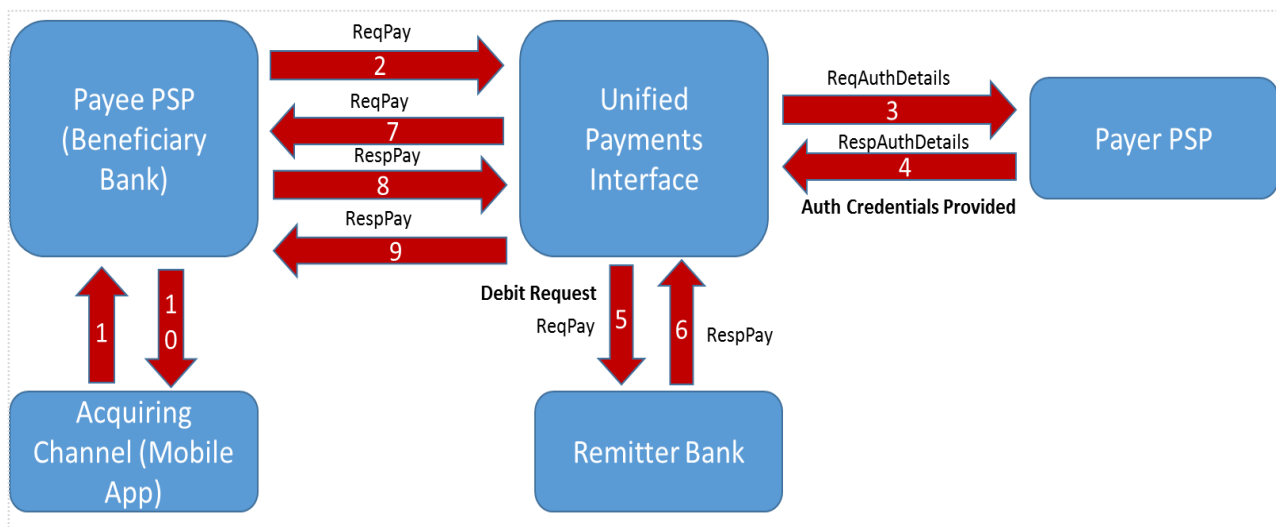 ReqPay
2
ReqPay
7
RespPay
8
RespPay
9
Payee PSP
(Beneficiary
Bank)
Unified
Payments
Interface
ReqAuthDetails
3
RespAuthDetails
4
Auth Credentials Provided
Payer PSP
1
1
0
Debit Request
ReqPay
5
6
RespPay
Acquiring
Channel (Mobile
App)
Remitter Bank